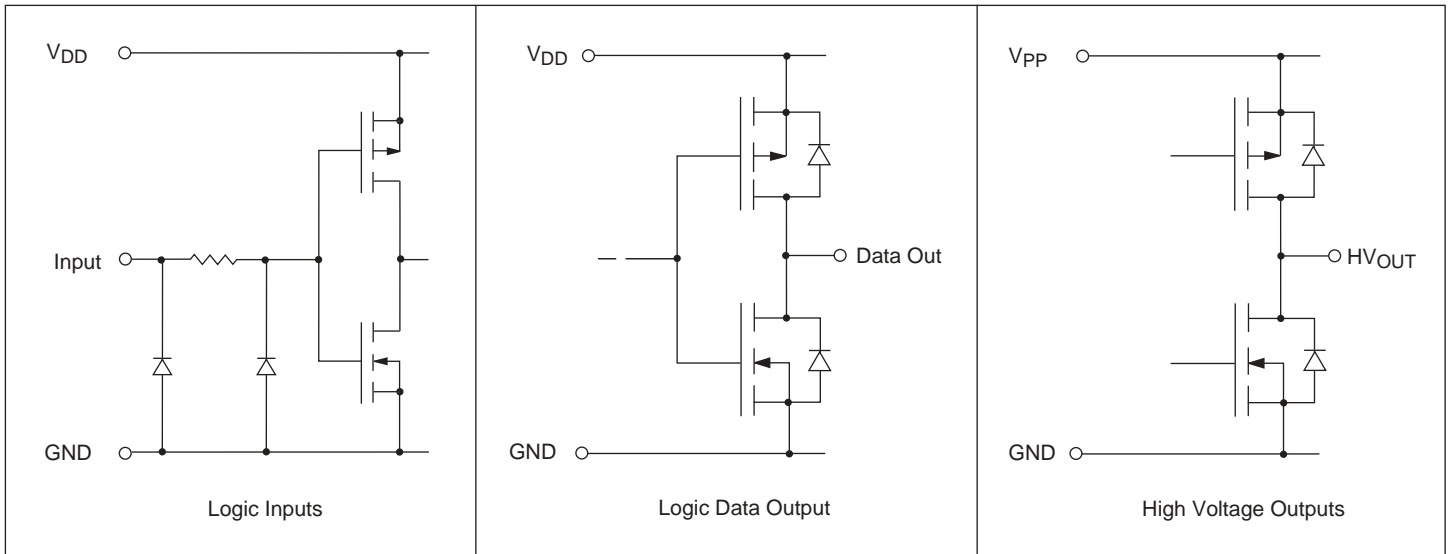 VDD
Input
GND
Logic Inputs
VDD
Data Out
GND
Logic Data Output
VPP
HVOUT
GND
High Voltage Outputs